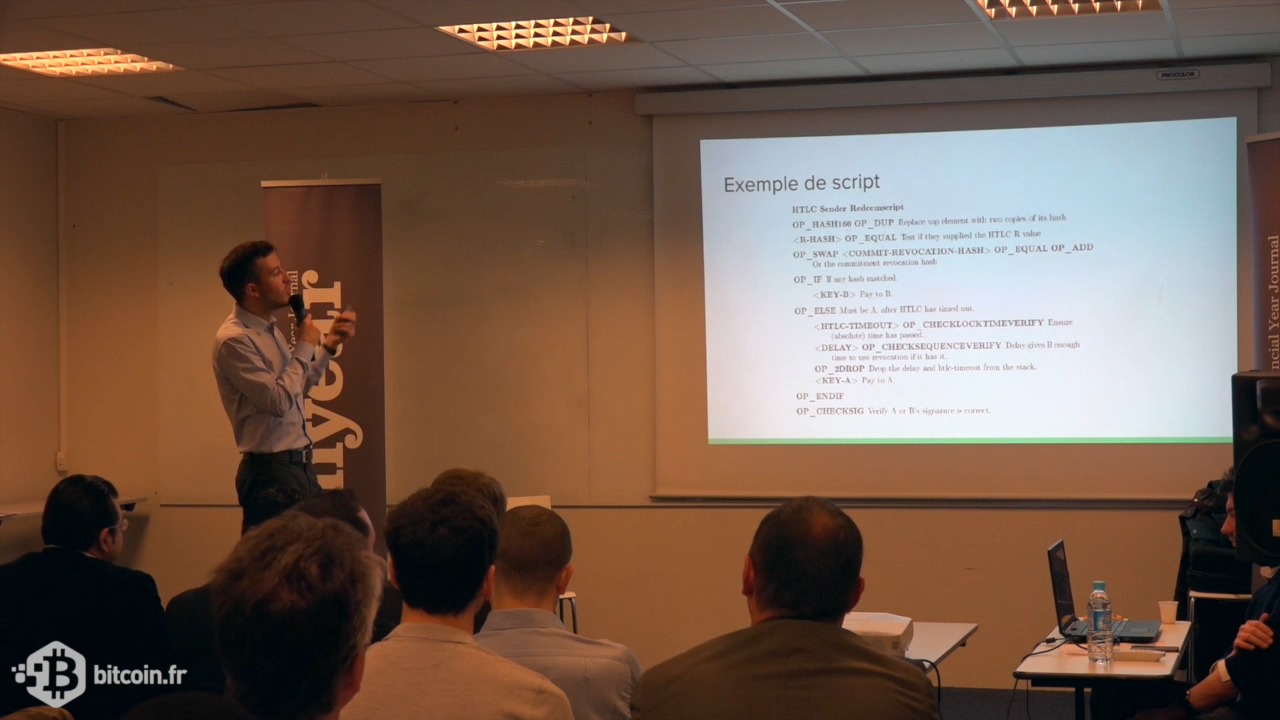 PROCOLOR
Exemple de script
HTLC Sender Redeemscript
OP_HASH160 OP_DUP Replace top element with two copies of its hash
<R-HASH> OP_EQUAL Test if they supplied the HTLC R value
OP_SWAP <COMMIT-REVOCATION-HASH> OP_EQUAL OP_ADD
Or the commitment revocation hash
OP_IF If any hash matched.
<KEY-B> Pay to B.
OP_ELSE Must be A, after HTLC has timed out.
<HTLC-TIMEOUT> OP_CHECKLOCKTIMEVERIFY Ensure
(absolute) time has passed.
<DELAY> OP_CHECKSEQUENCEVERIFY Delay gives B enough
time to use revocation if it has it.
OP_2DROP Drop the delay and htlc-timeout from the stack.
<KEY-A> Pay to A.
OP_ENDIF
OP_CHECKSIG Verify A or B's signature is correct.
myear
Year Journal
ncial Year Journal
bitcoin.fr